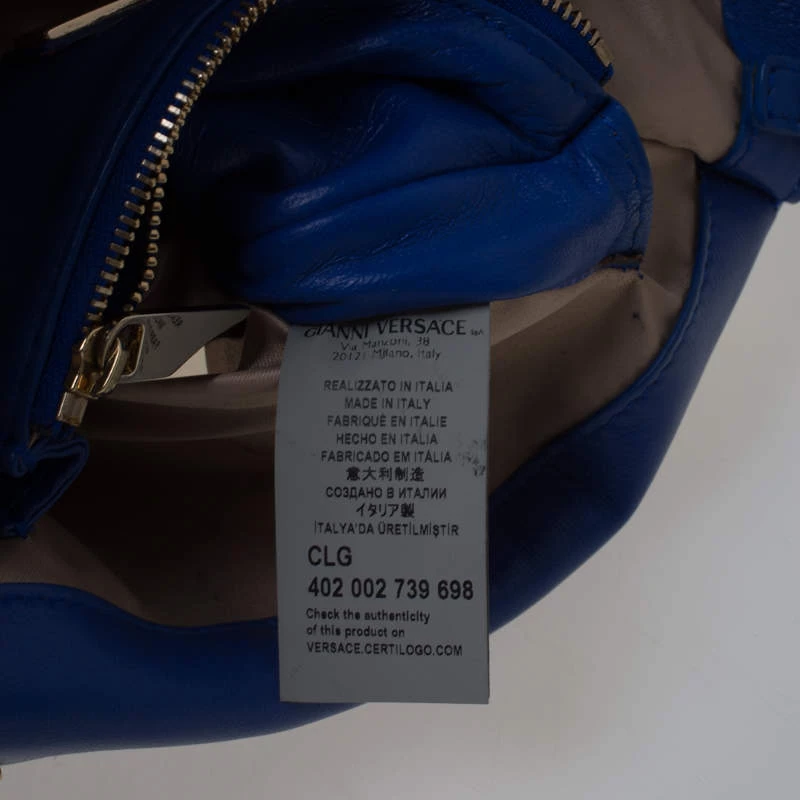 GIANNI VERSACE SpA
Via Manzoni, 38
20121 Milano, Italy
REALIZZATO IN ITALIA
MADE IN ITALY
FABRIQUÉ EN ITALIE
HECHO EN ITALIA
FABRICADO EM ITÁLIA
意大利制造
СОЗДАНО В ИТАЛИИ
イタリア製
İTALYA'DA ÜRETİLMİŞTİR
CLG
402 002 739 698
Check the authenticity
of this product on
VERSACE.CERTILOGO.COM